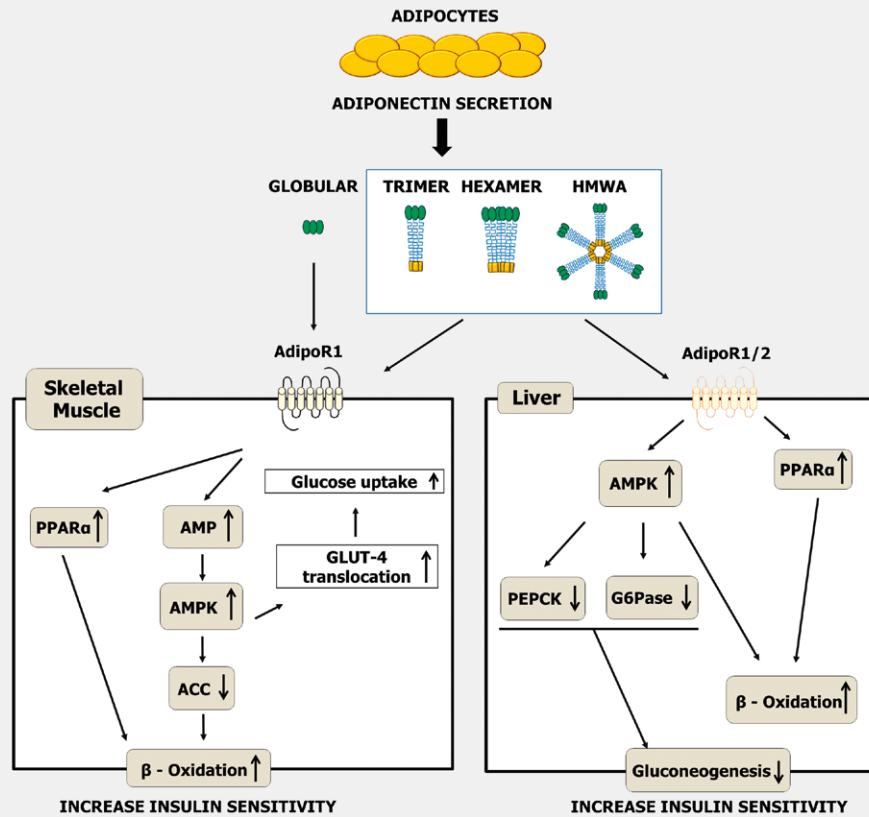 ADIPOCYTES
ADIPONECTIN SECRETION
GLOBULAR
TRIMER
HEXAMER
HMWA
AdipoR1
AdipoR1/2
Skeletal
Muscle
PPARα
AMP
AMPK
ACC
β - Oxidation
Glucose uptake
GLUT-4
translocation
INCREASE INSULIN SENSITIVITY
Liver
AMPK
PPARα
PEPCK
G6Pase
β - Oxidation
Gluconeogenesis
INCREASE INSULIN SENSITIVITY